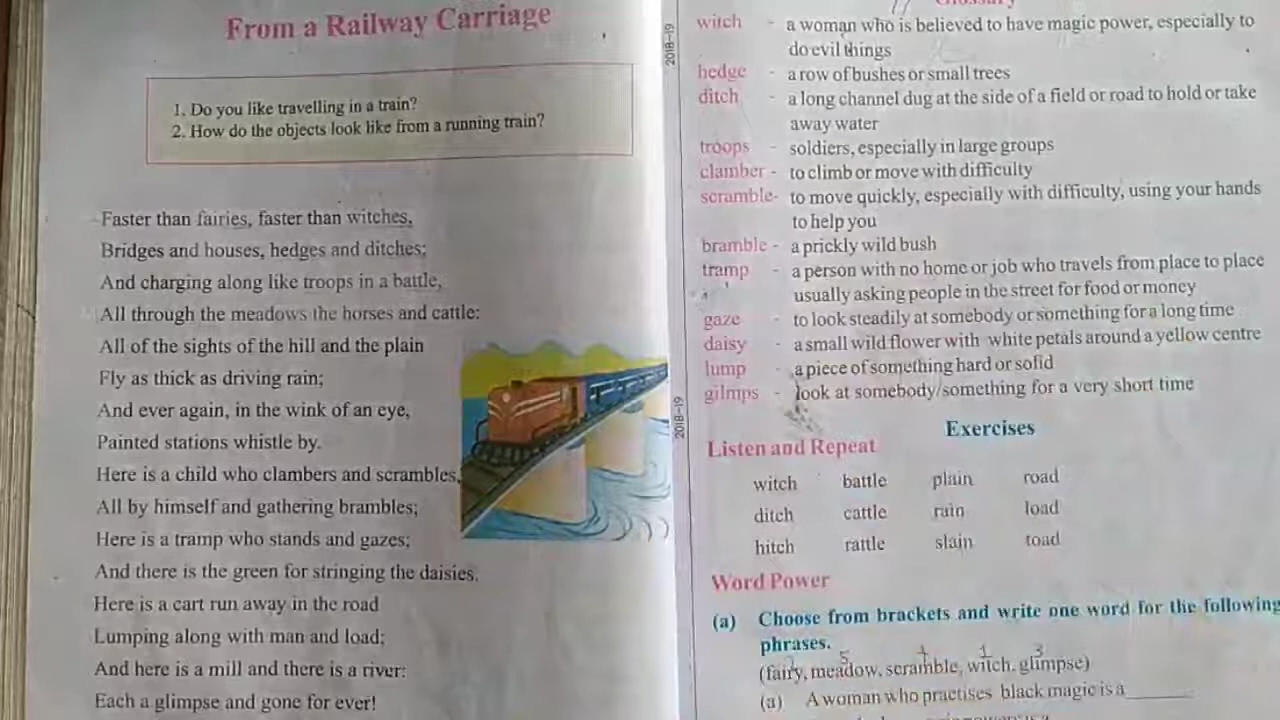 From a Railway Carriage
1. Do you like travelling in a train?
2. How do the objects look like from a running train?
Faster than fairies, faster than witches,
Bridges and houses, hedges and ditches;
And charging along like troops in a battle,
All through the meadows the horses and cattle:
All of the sights of the hill and the plain
Fly as thick as driving rain;
And ever again, in the wink of an eye,
Painted stations whistle by.
Here is a child who clambers and scrambles,
All by himself and gathering brambles;
Here is a tramp who stands and gazes;
And there is the green for stringing the daisies.
Here is a cart run away in the road
Lumping along with man and load;
And here is a mill and there is a river:
Each a glimpse and gone for ever!
2018-19
2018-19
witch - a woman who is believed to have magic power, especially to
do evil things
hedge - a row of bushes or small trees
ditch - a long channel dug at the side of a field or road to hold or take
away water
troops - soldiers, especially in large groups
clamber - to climb or move with difficulty
scramble- to move quickly, especially with difficulty, using your hands
to help you
bramble - a prickly wild bush
tramp - a person with no home or job who travels from place to place
usually asking people in the street for food or money
gaze - to look steadily at somebody or something for a long time
daisy - a small wild flower with white petals around a yellow centre
lump - a piece of something hard or solid
gilmps - look at somebody/something for a very short time
Exercises
Listen and Repeat
witch battle plain road
ditch cattle rain load
hitch rattle slain toad
Word Power
(a) Choose from brackets and write one word for the following
phrases.
5 4 1 3
(fairy, meadow, scramble, witch, glimpse)
(a) A woman who practises black magic is a ______